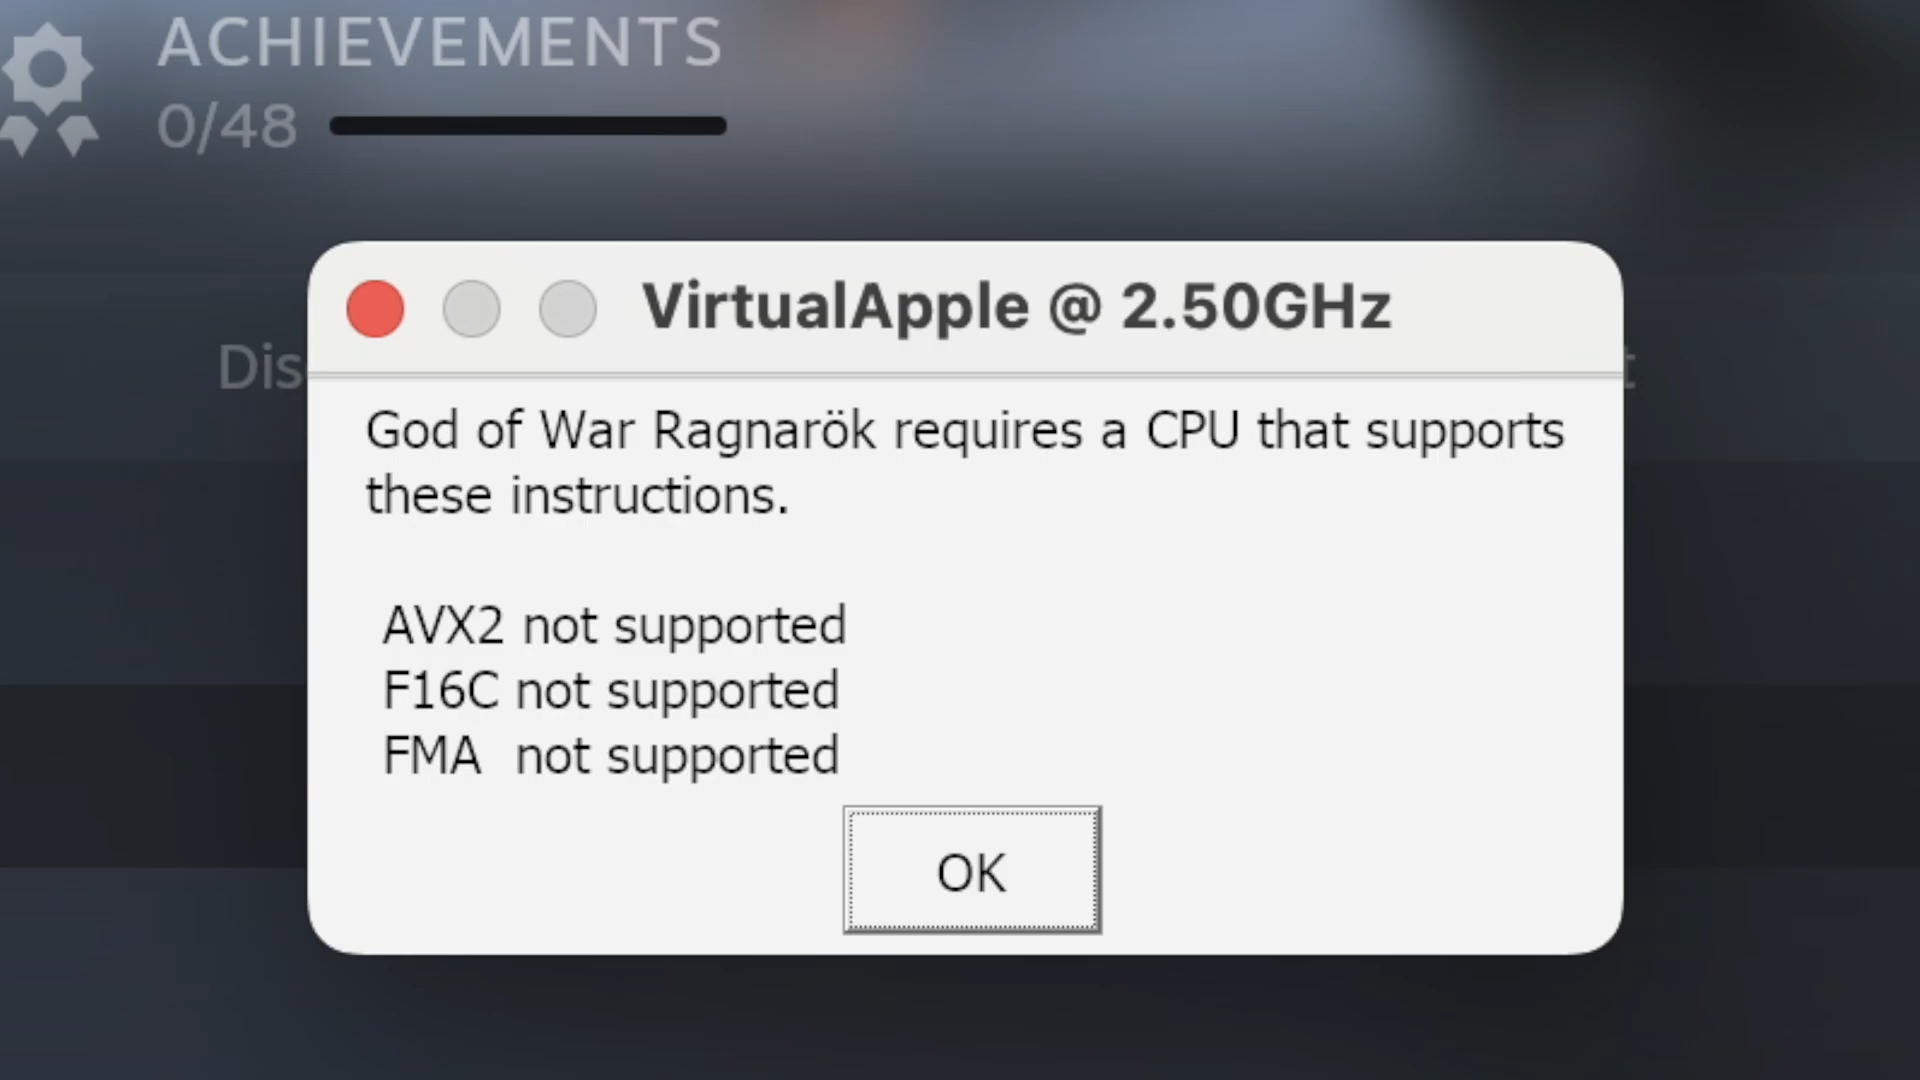 ACHIEVEMENTS
0/48
VirtualApple @ 2.50GHz
Dis
t
God of War Ragnarök requires a CPU that supports
these instructions.
AVX2 not supported
F16C not supported
FMA not supported
OK